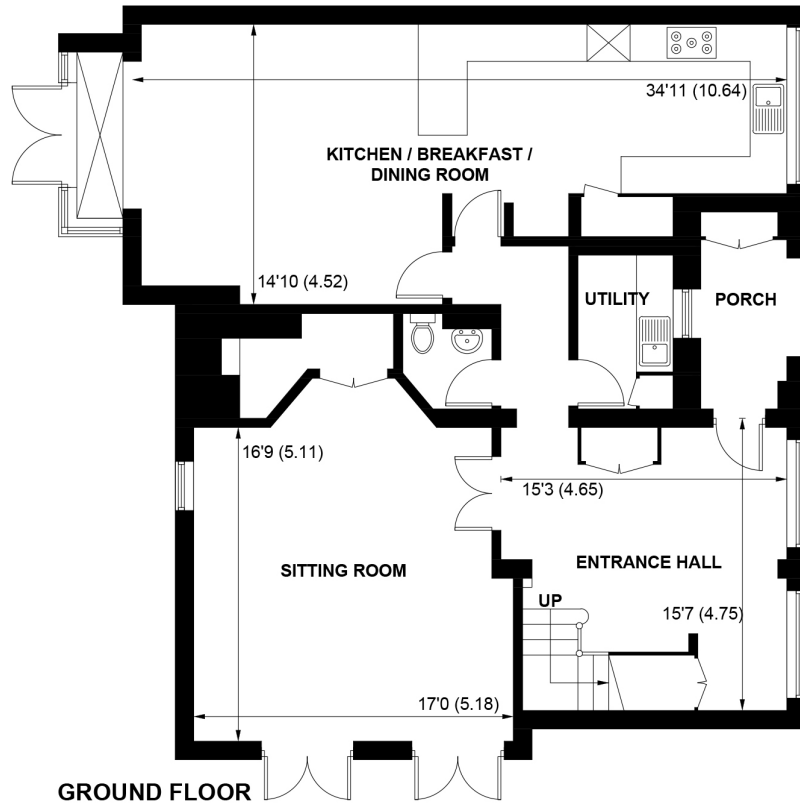 34'11 (10.64)
KITCHEN / BREAKFAST /
DINING ROOM
14'10 (4.52)
UTILITY
PORCH
16'9 (5.11)
15'3 (4.65)
SITTING ROOM
ENTRANCE HALL
UP
15'7 (4.75)
17'0 (5.18)
GROUND FLOOR